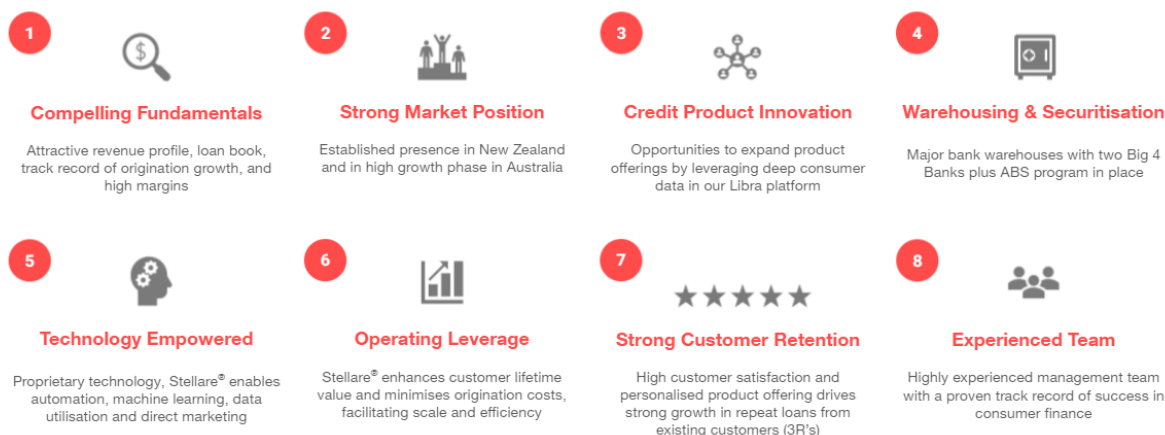 1
Compelling Fundamentals
Attractive revenue profile, loan book,
track record of origination growth, and
high margins
2
Strong Market Position
Established presence in New Zealand
and in high growth phase in Australia
3
Credit Product Innovation
Opportunities to expand product
offerings by leveraging deep consumer
data in our Libra platform
4
Warehousing & Securitisation
Major bank warehouses with two Big 4
Banks plus ABS program in place
5
Technology Empowered
Proprietary technology, Stellare® enables
automation, machine learning, data
utilisation and direct marketing
6
Operating Leverage
Stellare® enhances customer lifetime
value and minimises origination costs,
facilitating scale and efficiency
7
Strong Customer Retention
High customer satisfaction and
personalised product offering drives
strong growth in repeat loans from
existing customers (3R's)
8
Experienced Team
Highly experienced management team
with a proven track record of success in
consumer finance